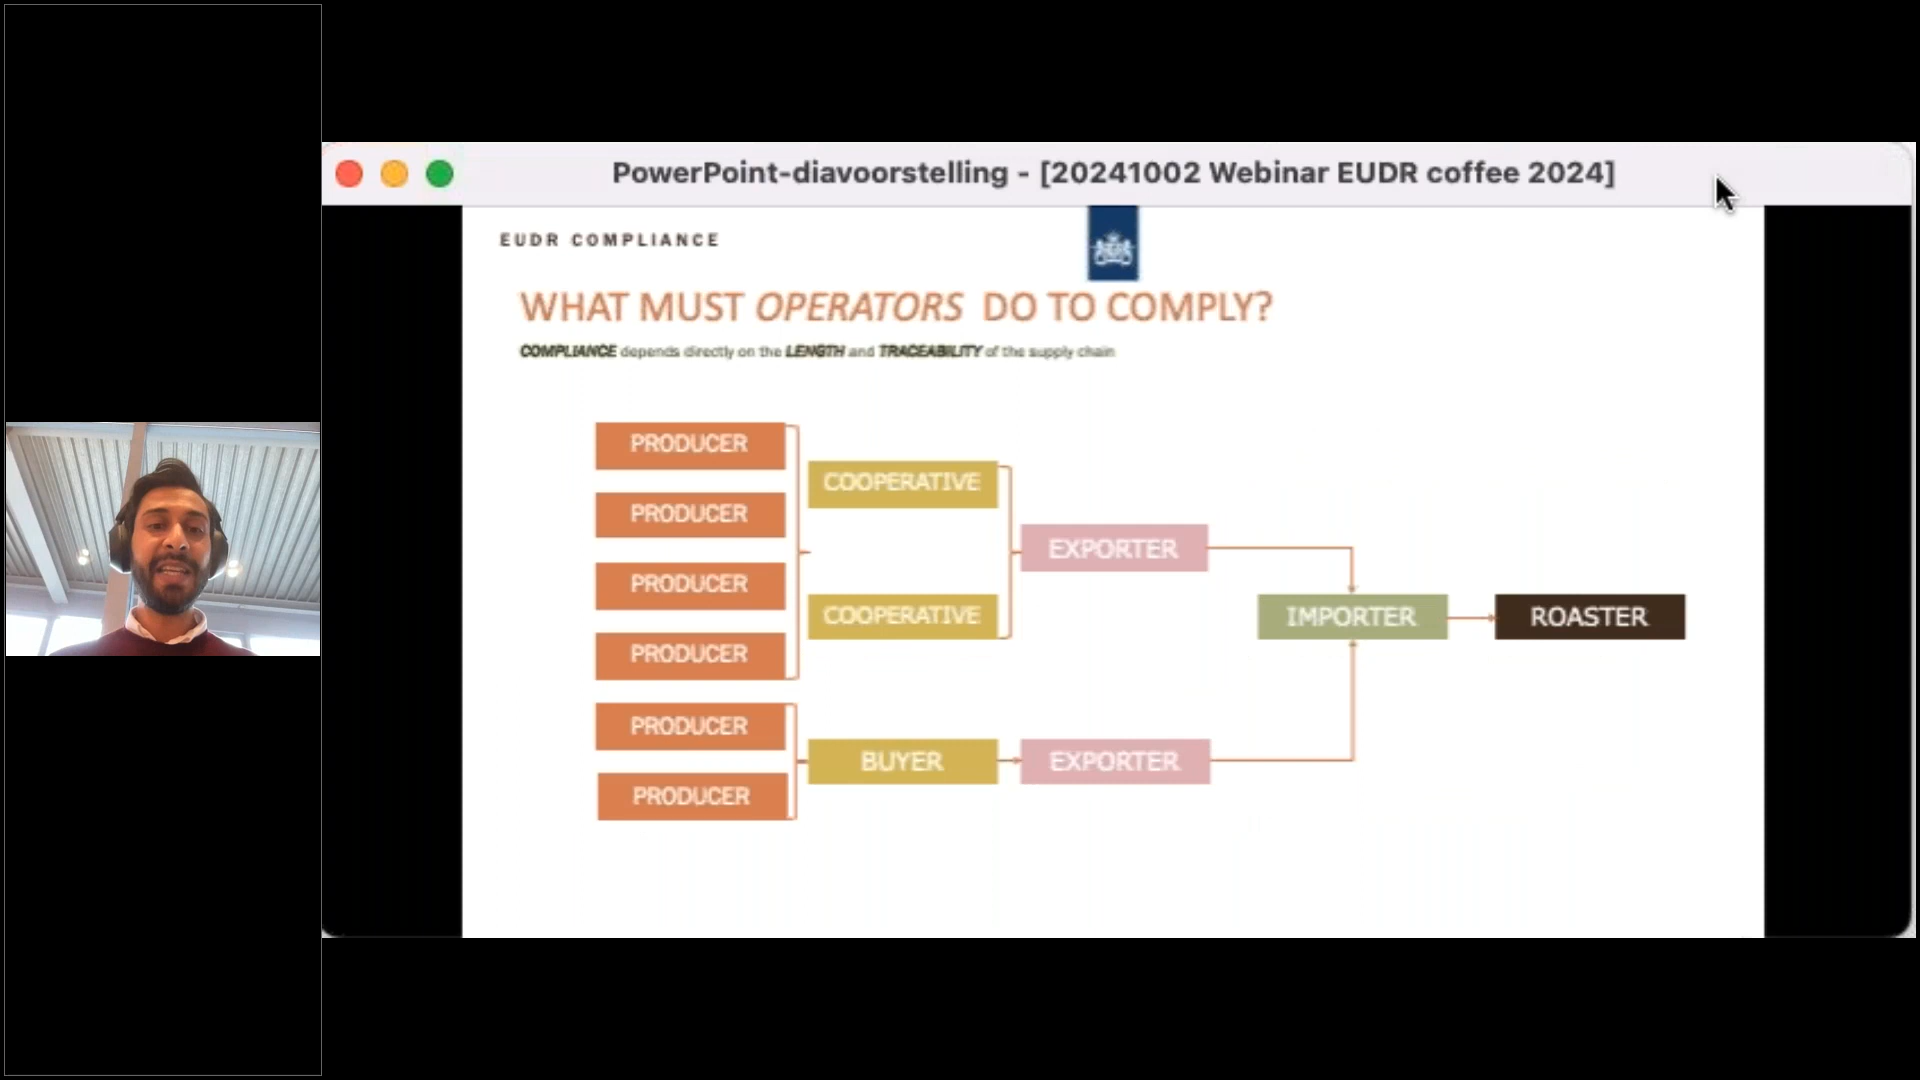 PowerPoint-diavoorstelling - [20241002 Webinar EUDR coffee 2024]
EUDR COMPLIANCE
WHAT MUST OPERATORS DO TO COMPLY?
COMPLIANCE depends directly on the LENGTH and TRACEABILITY of the supply chain
PRODUCER
COOPERATIVE
PRODUCER
EXPORTER
PRODUCER
COOPERATIVE
IMPORTER
ROASTER
PRODUCER
PRODUCER
BUYER
EXPORTER
PRODUCER